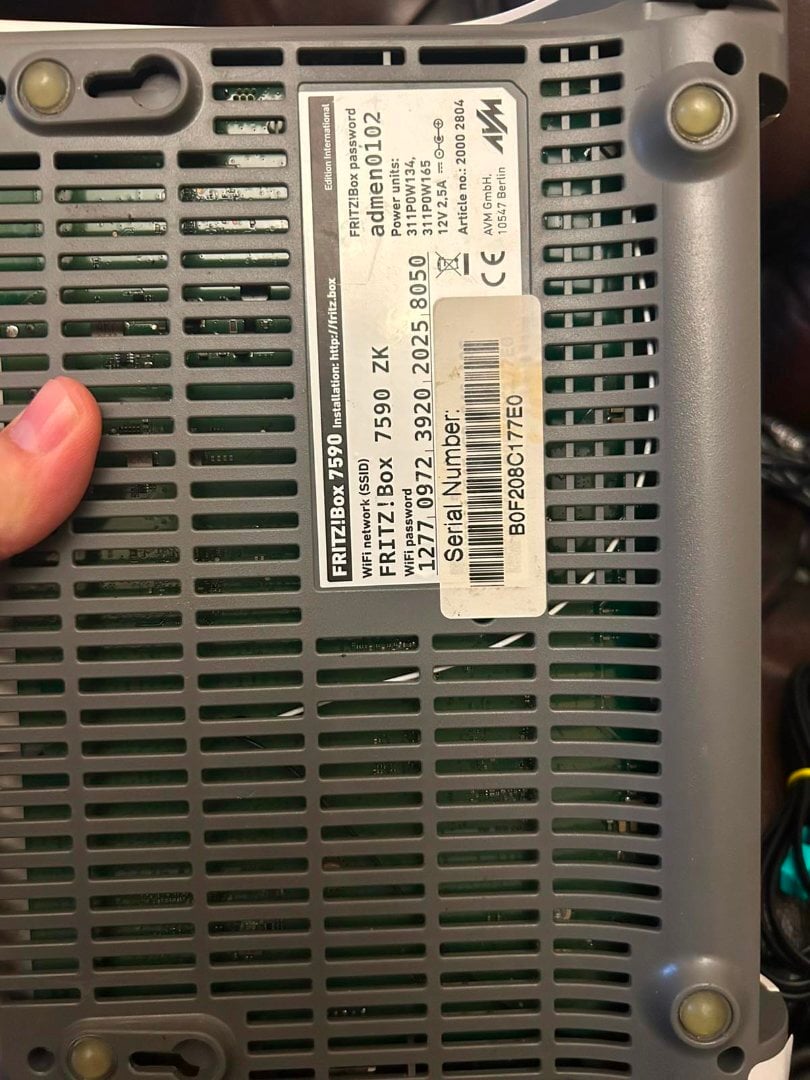 FRITZ!Box 7590 Installation: http://fritz.box
Edition International
WiFi network (SSID)
FRITZ!Box 7590 ZK
WiFi password
1277 0972 3920 2025 8050
FRITZ!Box password
admen0102
Power units:
311P0W134,
311P0W165
12V 2,5A
Article no.: 2000 2804
AVM GmbH,
10547 Berlin
CE
AVM
Serial Number:
B0F208C177E0